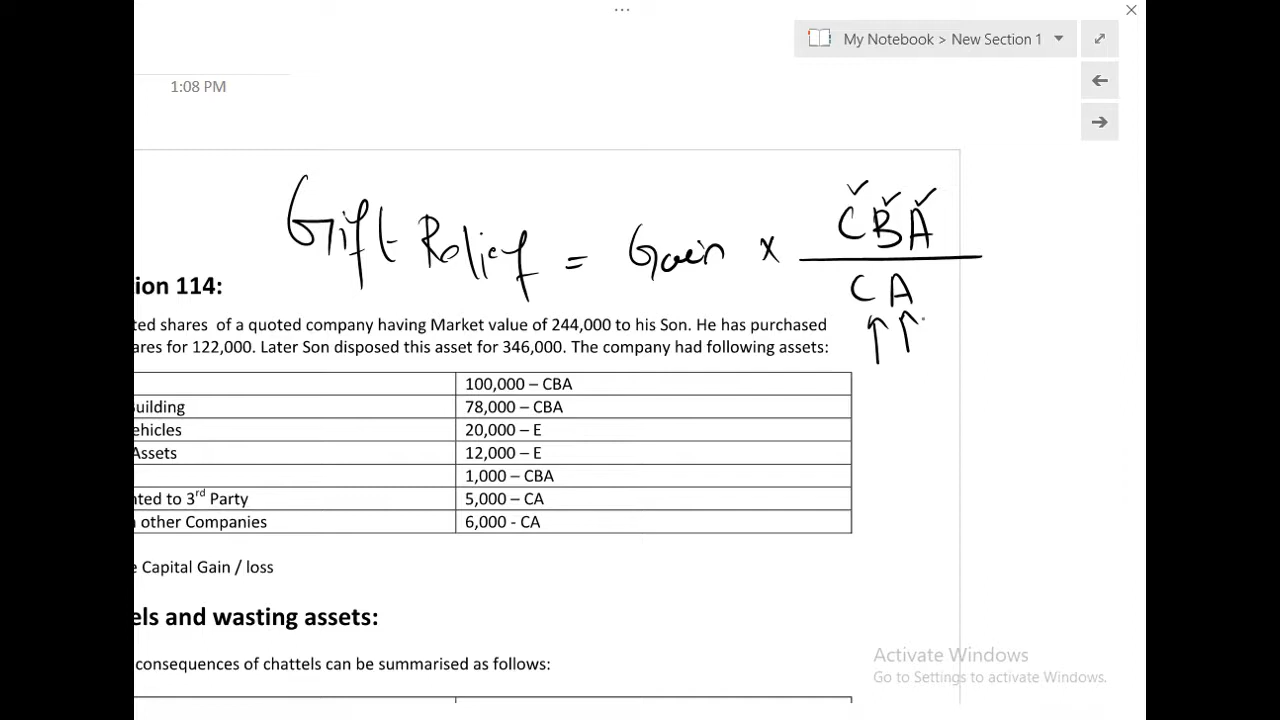 My Notebook > New Section 1
1:08 PM
Gift Relief = Gain x CBA
CA
ion 114:
ted shares of a quoted company having Market value of 244,000 to his Son. He has purchased
ares for 122,000. Later Son disposed this asset for 346,000. The company had following assets:
100,000 – CBA
uilding 78,000 – CBA
ehicles 20,000 – E
Assets 12,000 – E
1,000 – CBA
nted to 3rd Party 5,000 – CA
other Companies 6,000 - CA
e Capital Gain / loss
els and wasting assets:
consequences of chattels can be summarised as follows:
Activate Windows
Go to Settings to activate Windows.